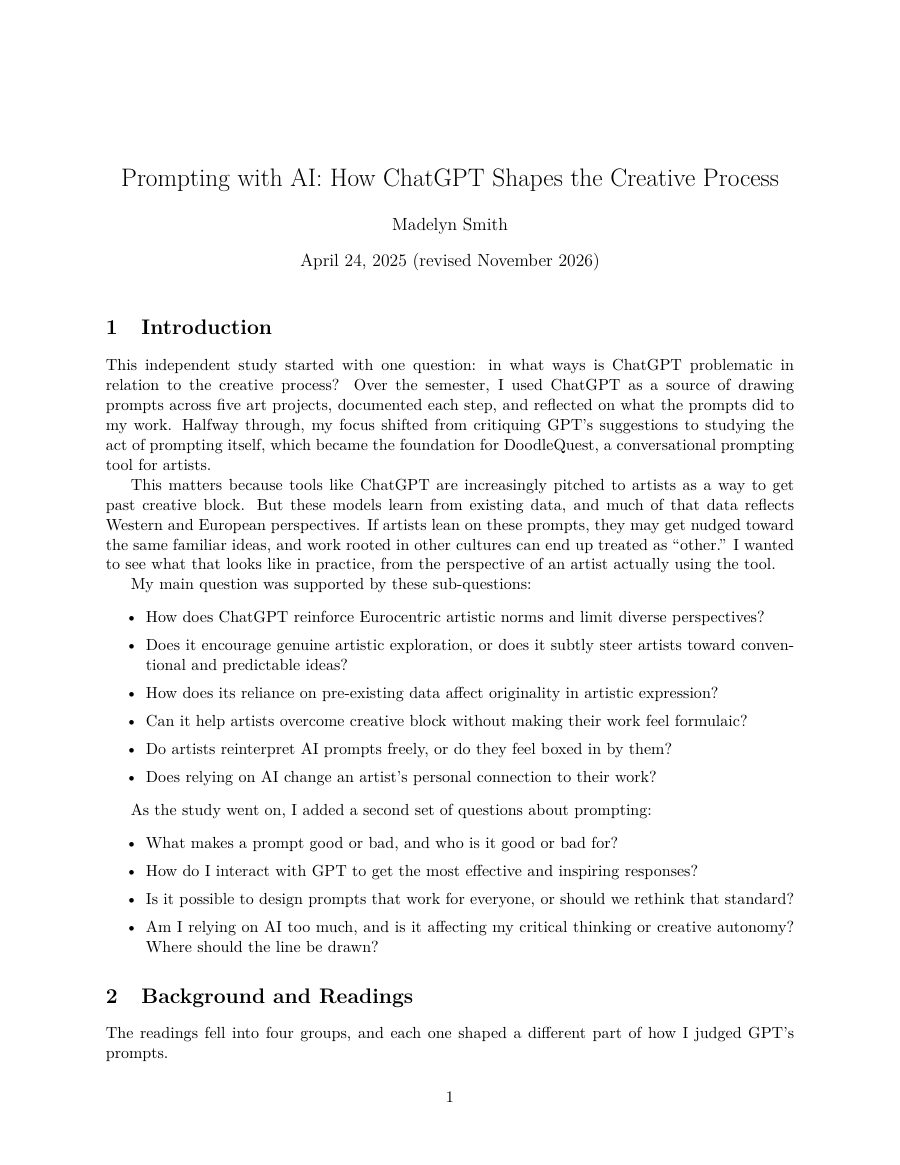 Prompting with AI: How ChatGPT Shapes the Creative Process
Madelyn Smith
April 24, 2025 (revised November 2026)
1 Introduction
This independent study started with one question: in what ways is ChatGPT problematic in
relation to the creative process? Over the semester, I used ChatGPT as a source of drawing
prompts across five art projects, documented each step, and reflected on what the prompts did to
my work. Halfway through, my focus shifted from critiquing GPT's suggestions to studying the
act of prompting itself, which became the foundation for DoodleQuest, a conversational prompting
tool for artists.
This matters because tools like ChatGPT are increasingly pitched to artists as a way to get
past creative block. But these models learn from existing data, and much of that data reflects
Western and European perspectives. If artists lean on these prompts, they may get nudged toward
the same familiar ideas, and work rooted in other cultures can end up treated as “other.” I wanted
to see what that looks like in practice, from the perspective of an artist actually using the tool.
My main question was supported by these sub-questions:
• How does ChatGPT reinforce Eurocentric artistic norms and limit diverse perspectives?
• Does it encourage genuine artistic exploration, or does it subtly steer artists toward conven-
tional and predictable ideas?
• How does its reliance on pre-existing data affect originality in artistic expression?
• Can it help artists overcome creative block without making their work feel formulaic?
• Do artists reinterpret AI prompts freely, or do they feel boxed in by them?
• Does relying on AI change an artist's personal connection to their work?
As the study went on, I added a second set of questions about prompting:
• What makes a prompt good or bad, and who is it good or bad for?
• How do I interact with GPT to get the most effective and inspiring responses?
• Is it possible to design prompts that work for everyone, or should we rethink that standard?
• Am I relying on AI too much, and is it affecting my critical thinking or creative autonomy?
Where should the line be drawn?
2 Background and Readings
The readings fell into four groups, and each one shaped a different part of how I judged GPT's
prompts.
1